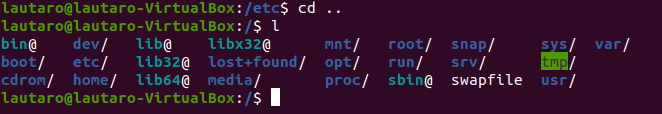 lautaro@lautaro-VirtualBox:/etc$ cd ..
lautaro@lautaro-VirtualBox:/$ l
bin@ dev/ lib@ libx32@ mnt/ root/ snap/ sys/ var/
boot/ etc/ lib32@ lost+found/ opt/ run/ srv/ tmp/
cdrom/ home/ lib64@ media/ proc/ sbin@ swapfile usr/
lautaro@lautaro-VirtualBox:/$